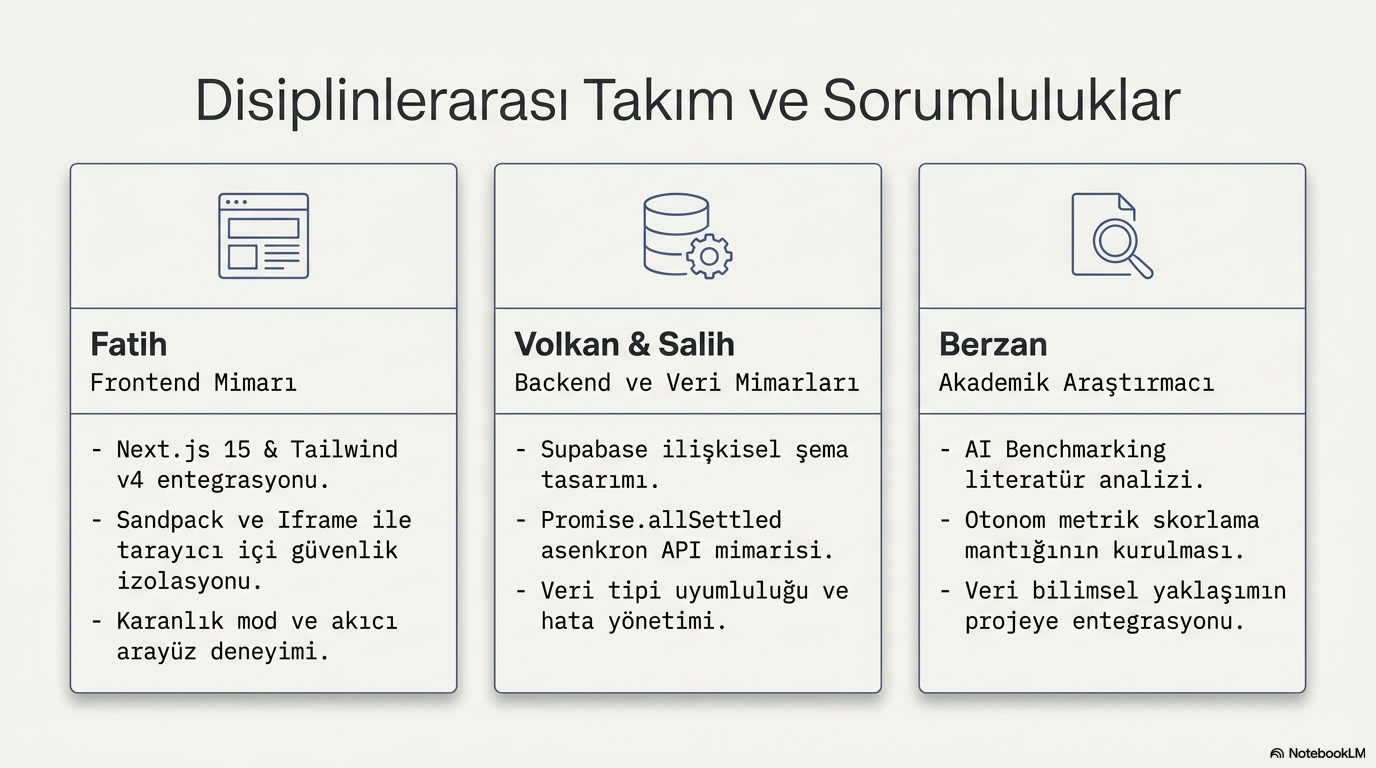 Disiplinlerarası Takım ve Sorumluluklar
Fatih
Frontend Mimarı
- Next.js 15 & Tailwind
v4 entegrasyonu.
- Sandpack ve Iframe ile
tarayıcı içi güvenlik
izolasyonu.
- Karanlık mod ve akıcı
arayüz deneyimi.
Volkan & Salih
Backend ve Veri Mimarları
- Supabase ilişkisel şema
tasarımı.
- Promise.allSettled
asenkron API mimarisi.
- Veri tipi uyumluluğu ve
hata yönetimi.
Berzan
Akademik Araştırmacı
- AI Benchmarking
literatür analizi.
- Otonom metrik skorlama
mantığının kurulması.
- Veri bilimsel yaklaşımın
projeye entegrasyonu.
NotebookLM